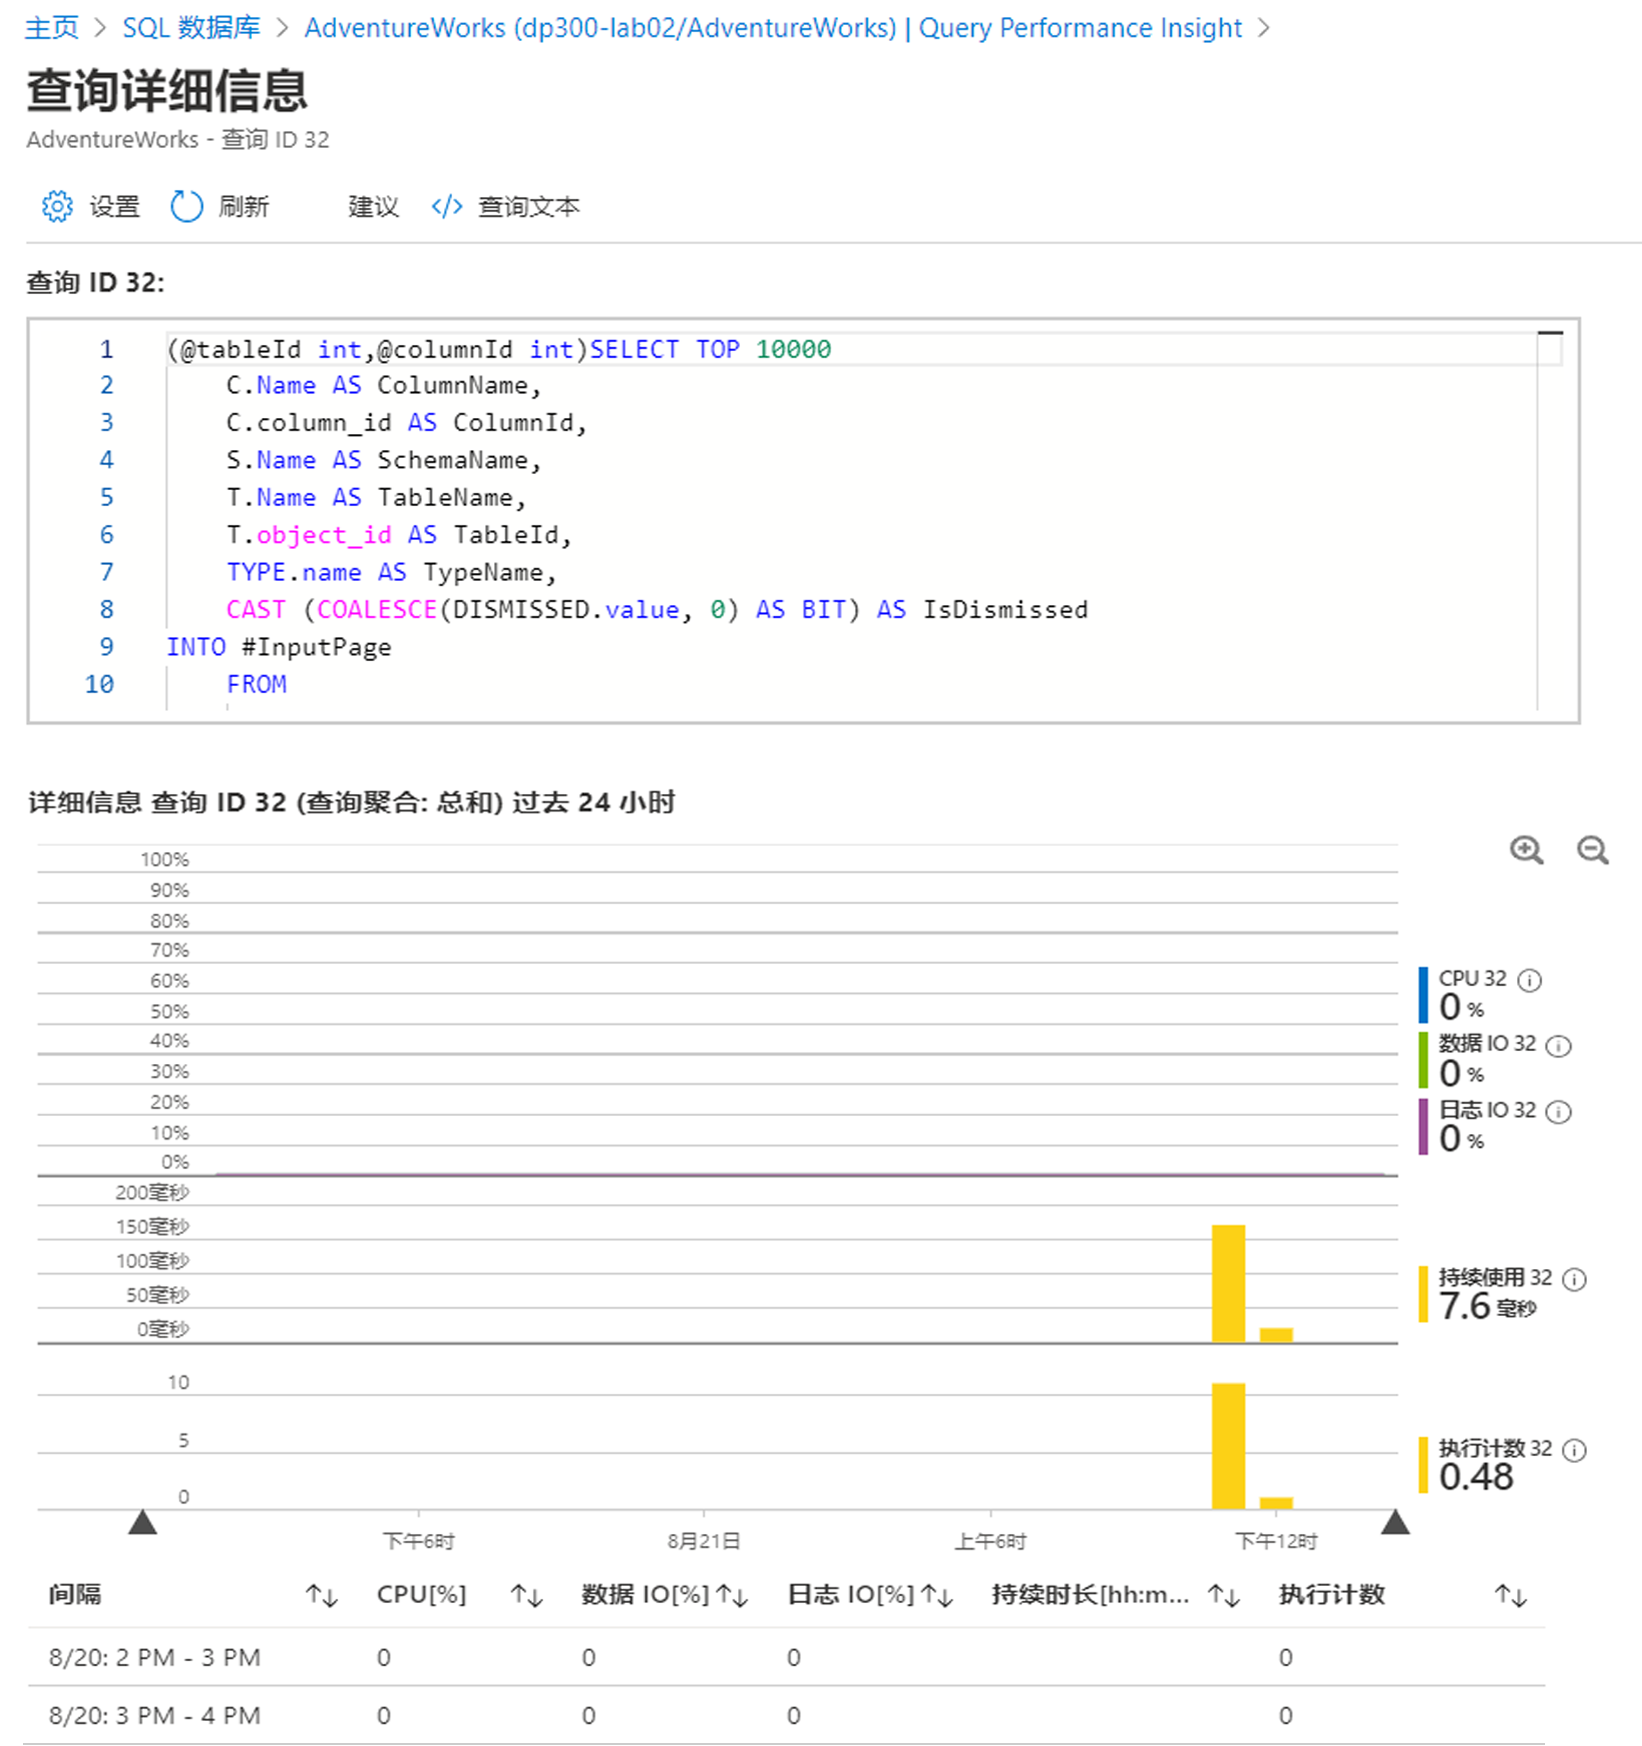 主页 > SQL 数据库 > AdventureWorks (dp300-lab02/AdventureWorks) | Query Performance Insight >
查询详细信息
AdventureWorks - 查询 ID 32
设置 刷新 建议 </> 查询文本
查询 ID 32:
1 (@tableId int,@columnId int)SELECT TOP 10000
2 C.Name AS ColumnName,
3 C.column_id AS ColumnId,
4 S.Name AS SchemaName,
5 T.Name AS TableName,
6 T.object_id AS TableId,
7 TYPE.name AS TypeName,
8 CAST (COALESCE(DISMISSED.value, 0) AS BIT) AS IsDismissed
9 INTO #InputPage
10 FROM
详细信息 查询 ID 32 (查询聚合: 总和) 过去 24 小时
100%
90%
80%
70%
60%
50%
40%
30%
20%
10%
0%
CPU 32
0 %
数据 IO 32
0 %
日志 IO 32
0 %
200毫秒
150毫秒
100毫秒
50毫秒
0毫秒
持续使用 32
7.6 毫秒
10
5
0
执行计数 32
0.48
下午6时 8月21日 上午6时 下午12时
间隔 ↑↓ CPU[%] ↑↓ 数据 IO[%] ↑↓ 日志 IO[%] ↑↓ 持续时长[hh:m... ↑↓ 执行计数 ↑↓
8/20: 2 PM - 3 PM 0 0 0 0
8/20: 3 PM - 4 PM 0 0 0 0